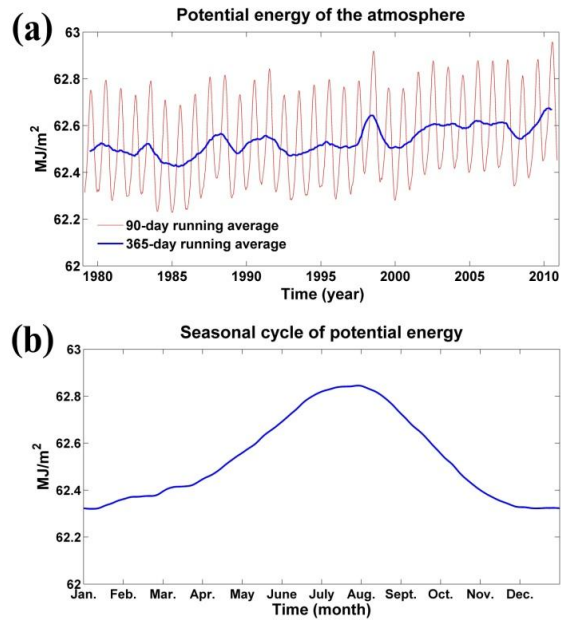 (a)
Potential energy of the atmosphere
63
62.8
62.6
62.4
62.2
62
MJ/m²
90-day running average
365-day running average
1980 1985 1990 1995 2000 2005 2010
Time (year)
(b)
Seasonal cycle of potential energy
63
62.8
62.6
62.4
62.2
62
MJ/m²
Jan. Feb. Mar. Apr. May June July Aug. Sept. Oct. Nov. Dec.
Time (month)